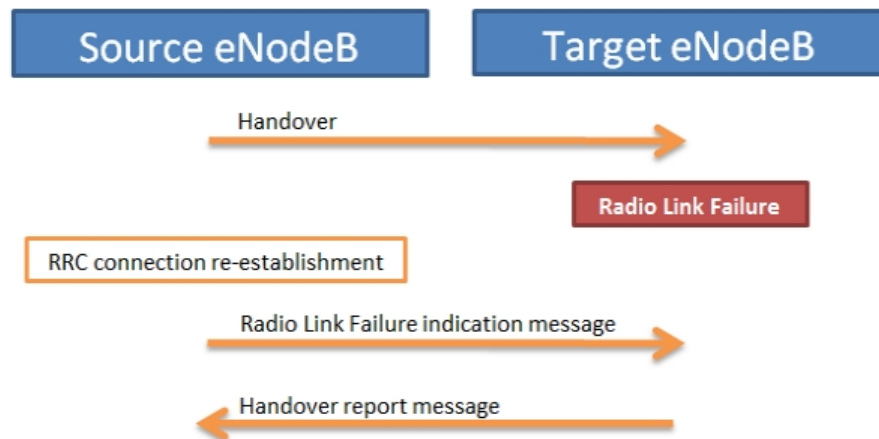 Source eNodeB
Target eNodeB
Handover
Radio Link Failure
RRC connection re-establishment
Radio Link Failure indication message
Handover report message